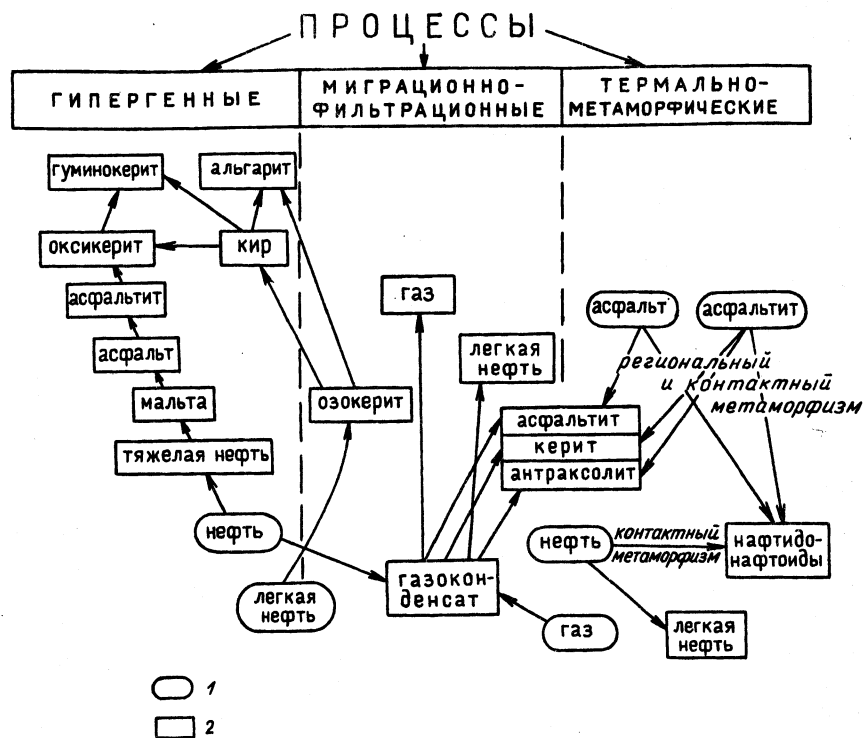 ПРОЦЕССЫ
ГИПЕРГЕННЫЕ
МИГРАЦИОННО-
ФИЛЬТРАЦИОННЫЕ
ТЕРМАЛЬНО-
МЕТАМОРФИЧЕСКИЕ
гуминокерит
альгарит
оксикерит
кир
асфальтит
асфальт
мальта
тяжелая нефть
нефть
легкая
нефть
озокерит
газ
легкая
нефть
асфальт
асфальтит
региональный
и контактный
метаморфизм
асфальтит
керит
антраксолит
нефть
контактный
метаморфизм
нафтидо-
нафтоиды
газокон-
денсат
газ
легкая
нефть
1
2